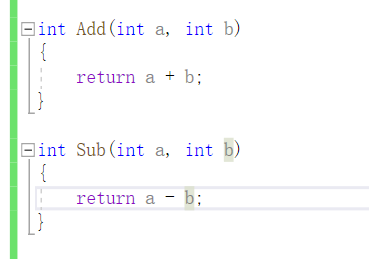 int Add(int a, int b)
{
    return a + b;
}

int Sub(int a, int b)
{
    return a - b;
}